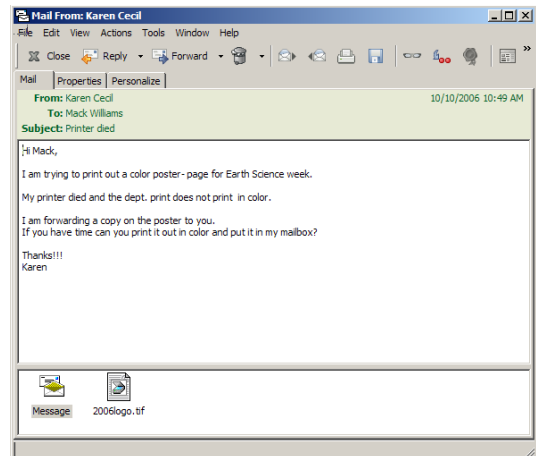 Mail From: Karen Cecil
File Edit View Actions Tools Window Help
Close Reply Forward »
Mail Properties Personalize
From: Karen Cecil 10/10/2006 10:49 AM
To: Mack Williams
Subject: Printer died
Hi Mack,
I am trying to print out a color poster- page for Earth Science week.
My printer died and the dept. print does not print in color.
I am forwarding a copy on the poster to you.
If you have time can you print it out in color and put it in my mailbox?
Thanks!!!
Karen
Message 2006logo.tif